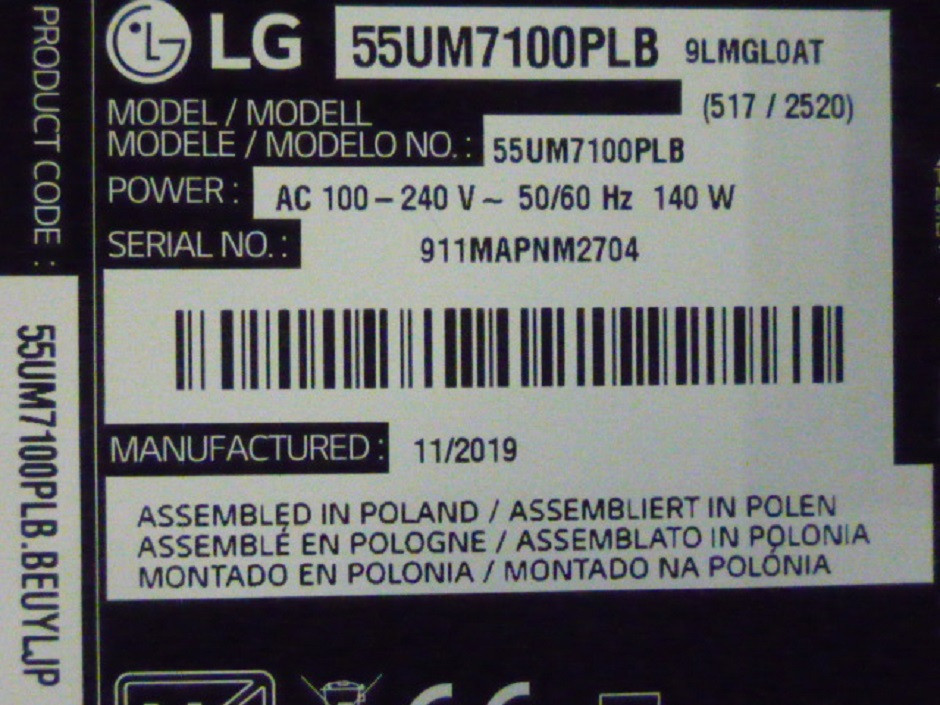 LG 55UM7100PLB 9LMGL0AT
(517 / 2520)
MODEL / MODELL
MODELE / MODELO NO. : 55UM7100PLB
POWER : AC 100 – 240 V ~ 50/60 Hz 140 W
SERIAL NO. : 911MAPNM2704
MANUFACTURED : 11/2019
ASSEMBLED IN POLAND / ASSEMBLIERT IN POLEN
ASSEMBLÉ EN POLOGNE / ASSEMBLATO IN POLONIA
MONTADO EN POLONIA / MONTADO NA POLÓNIA
PRODUCT CODE :
55UM7100PLB.BEUYLJP